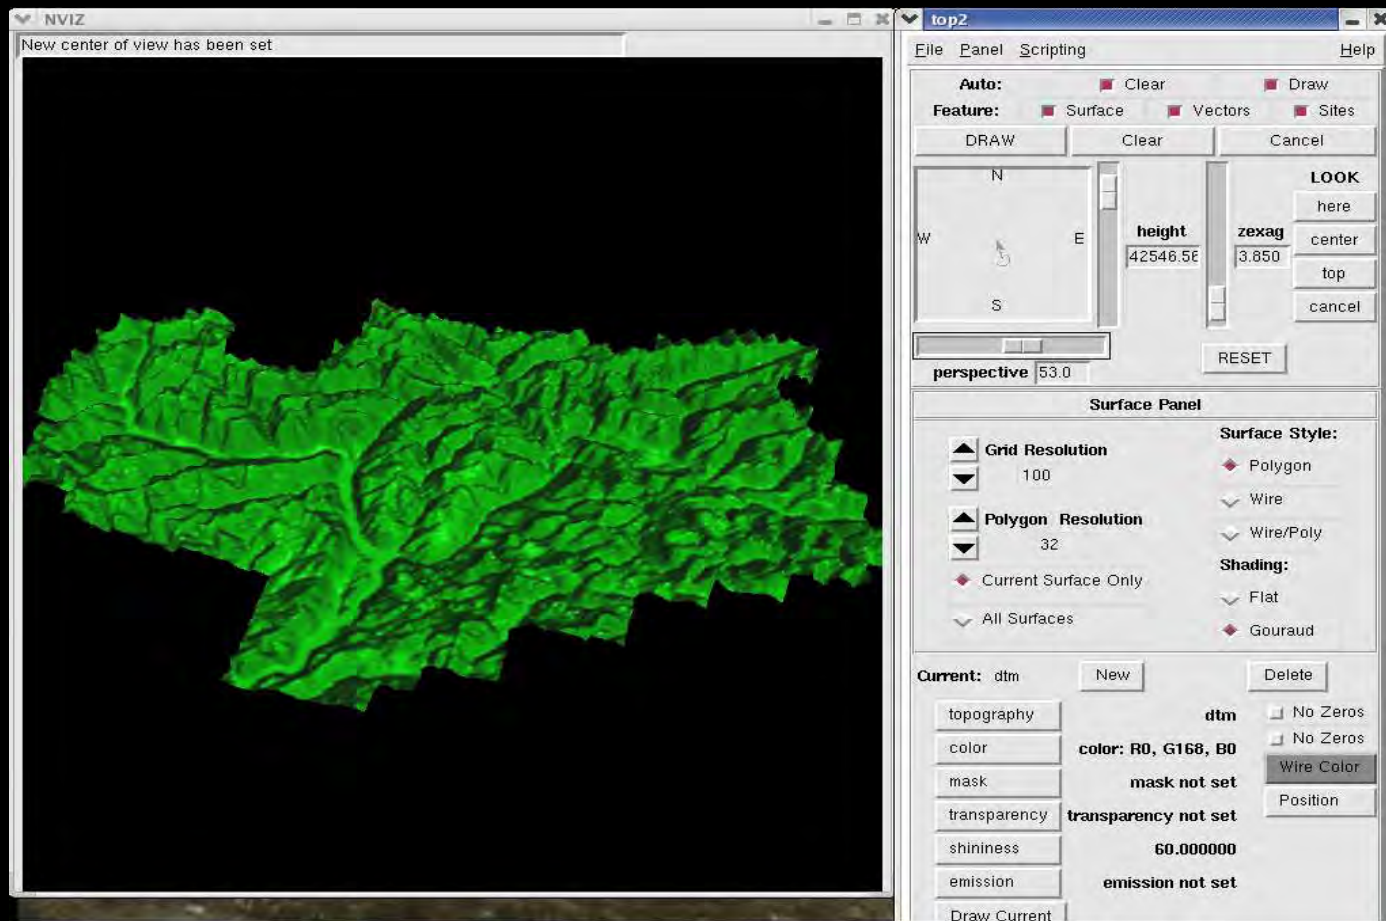 NVIZ
New center of view has been set
top2
File Panel Scripting Help
Auto: Clear Draw
Feature: Surface Vectors Sites
DRAW Clear Cancel
N
W E
S
height
42546.56
zexag
3.850
LOOK
here
center
top
cancel
perspective 53.0
RESET
Surface Panel
Grid Resolution
100
Polygon Resolution
32
Current Surface Only
All Surfaces
Surface Style:
Polygon
Wire
Wire/Poly
Shading:
Flat
Gouraud
Current: dtm New Delete
topography dtm No Zeros
color color: R0, G168, B0 No Zeros
mask mask not set Wire Color
transparency transparency not set Position
shininess 60.000000
emission emission not set
Draw Current